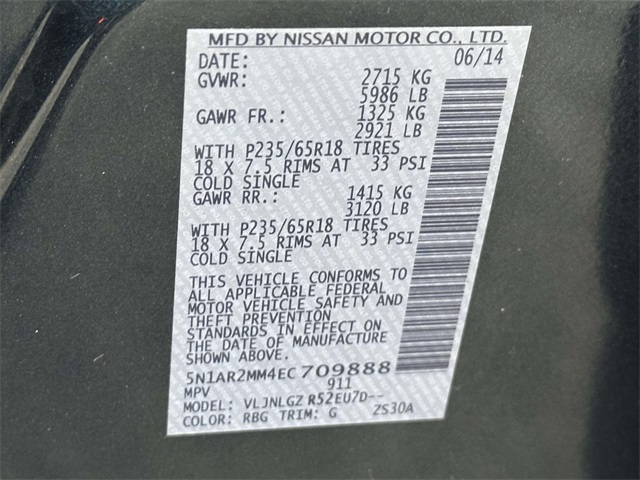 MFD BY NISSAN MOTOR CO., LTD.
DATE: 06/14
GVWR: 2715 KG
5986 LB
GAWR FR.: 1325 KG
2921 LB
WITH P235/65R18 TIRES
18 X 7.5 RIMS AT 33 PSI
COLD SINGLE
GAWR RR.: 1415 KG
3120 LB
WITH P235/65R18 TIRES
18 X 7.5 RIMS AT 33 PSI
COLD SINGLE
THIS VEHICLE CONFORMS TO
ALL APPLICABLE FEDERAL
MOTOR VEHICLE SAFETY AND
THEFT PREVENTION
STANDARDS IN EFFECT ON
THE DATE OF MANUFACTURE
SHOWN ABOVE.
5N1AR2MM4EC 709888
MPV 911
MODEL: VLJNLGZ R52EU7D--
COLOR: RBG TRIM: G ZS30A